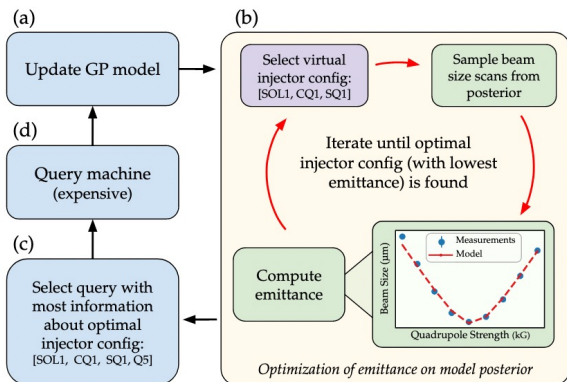 (a)
Update GP model
(d)
Query machine
(expensive)
(c)
Select query with
most information
about optimal
injector config:
[SOL1, CQ1, SQ1, Q5]
(b)
Select virtual
injector config:
[SOL1, CQ1, SQ1]
Sample beam
size scans from
posterior
Iterate until optimal
injector config (with lowest
emittance) is found
Compute
emittance
Measurements
Model
Beam Size (μm)
Quadrupole Strength (kG)
Optimization of emittance on model posterior